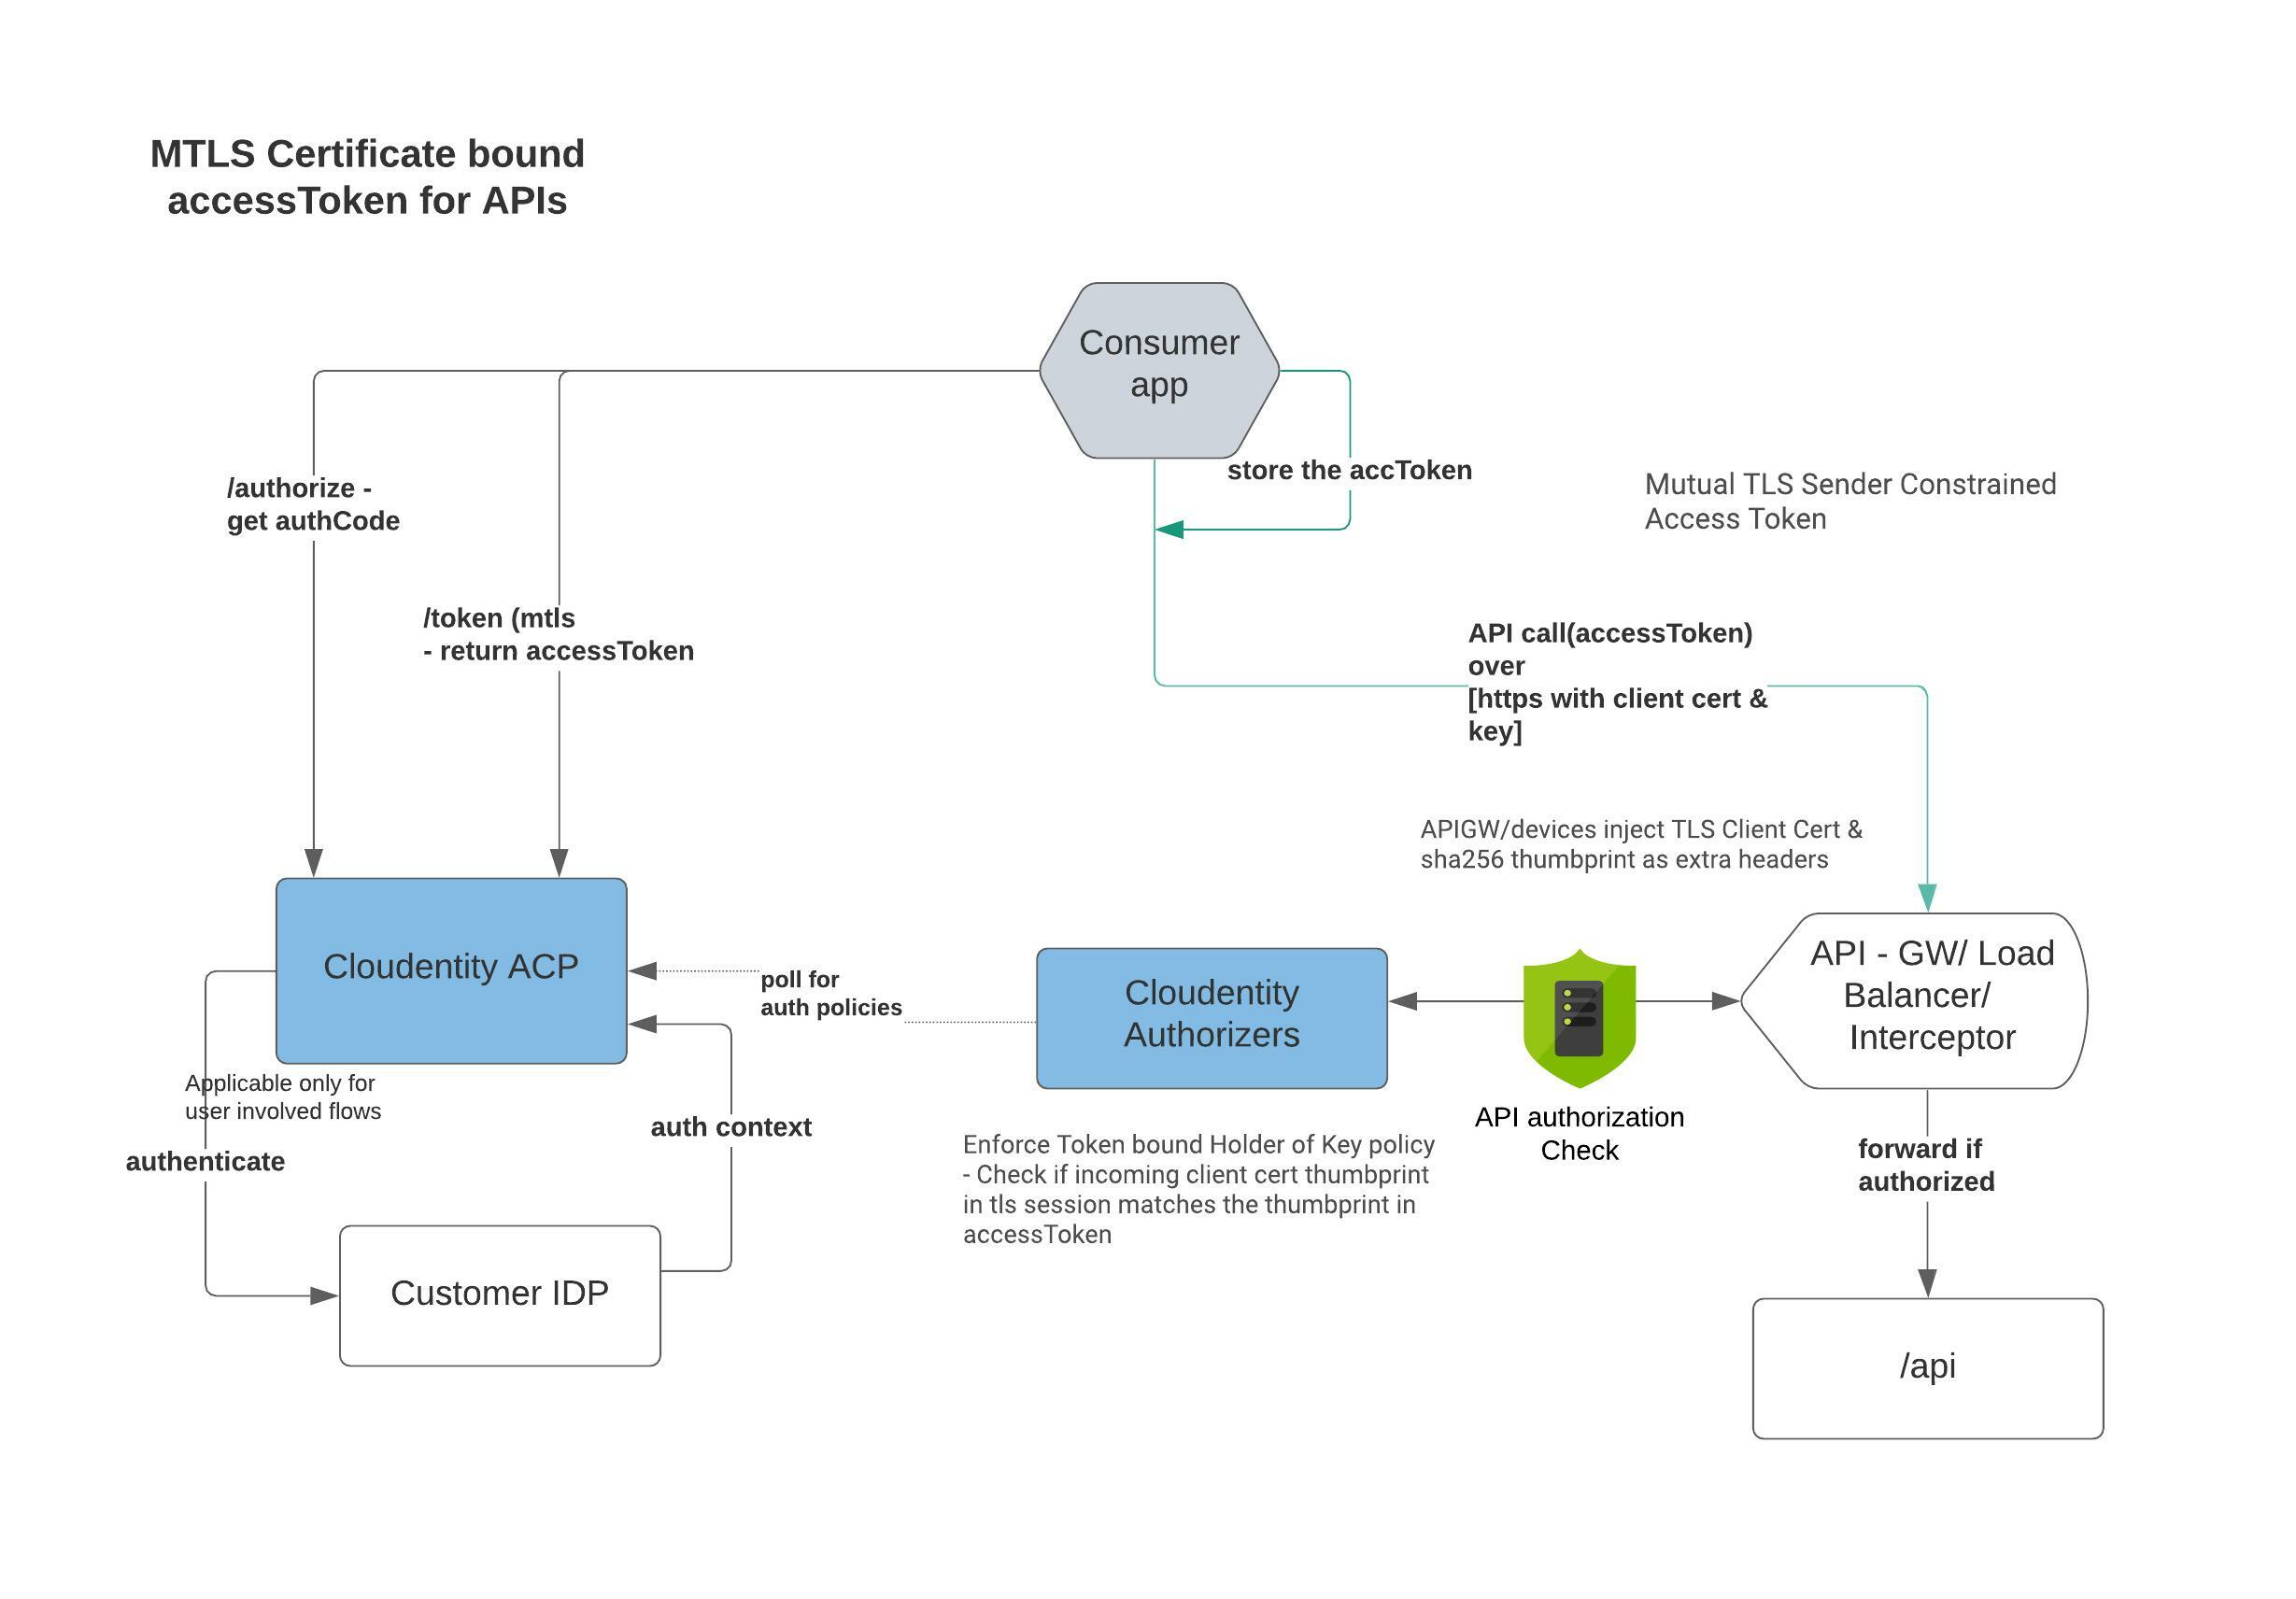 MTLS Certificate bound
accessToken for APIs
Consumer
app
store the accToken
/authorize -
get authCode
Mutual TLS Sender Constrained
Access Token
/token (mtls
- return accessToken
API call(accessToken)
over
[https with client cert &
key]
APIGW/devices inject TLS Client Cert &
sha256 thumbprint as extra headers
Cloudentity ACP
poll for
auth policies
Cloudentity
Authorizers
API - GW/ Load
Balancer/
Interceptor
Applicable only for
user involved flows
authenticate
auth context
API authorization
Check
Enforce Token bound Holder of Key policy
- Check if incoming client cert thumbprint
in tls session matches the thumbprint in
accessToken
forward if
authorized
Customer IDP
/api